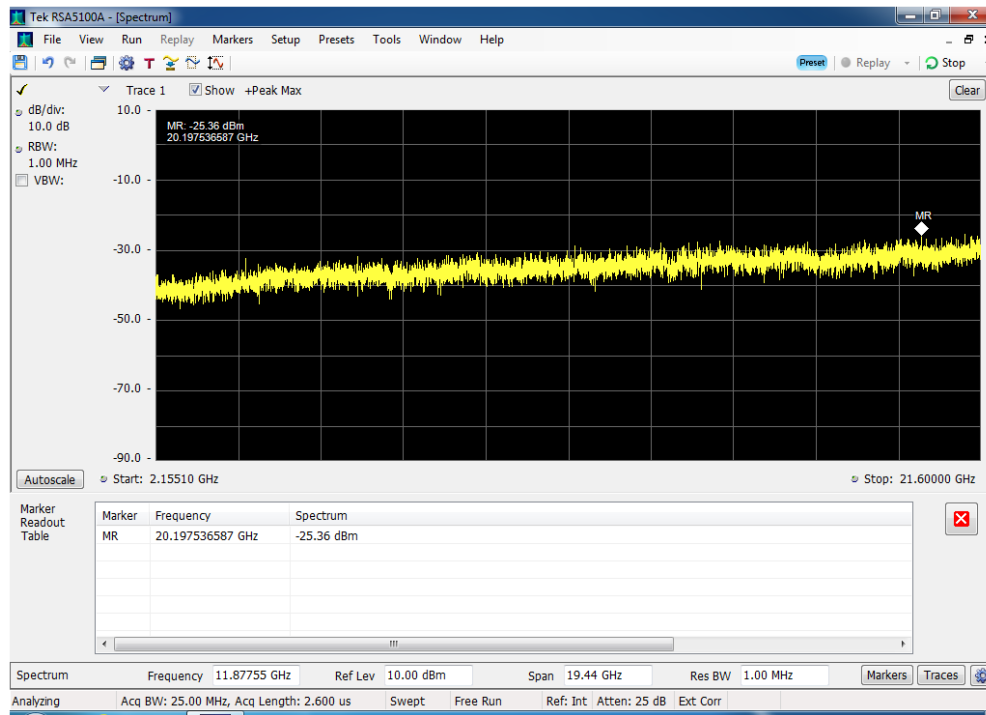 Tek RSA5100A - [Spectrum]
File View Run Replay Markers Setup Presets Tools Window Help
T Preset Replay Stop
Trace 1 Show +Peak Max Clear
dB/div:
10.0 dB
RBW:
1.00 MHz
VBW:
10.0
-10.0
-30.0
-50.0
-70.0
-90.0
MR: -25.36 dBm
20.197536587 GHz
MR
Autoscale Start: 2.15510 GHz Stop: 21.60000 GHz
Marker
Readout
Table
Marker Frequency Spectrum
MR 20.197536587 GHz -25.36 dBm
Spectrum Frequency 11.87755 GHz Ref Lev 10.00 dBm Span 19.44 GHz Res BW 1.00 MHz Markers Traces
Analyzing Acq BW: 25.00 MHz, Acq Length: 2.600 us Swept Free Run Ref: Int Atten: 25 dB Ext Corr